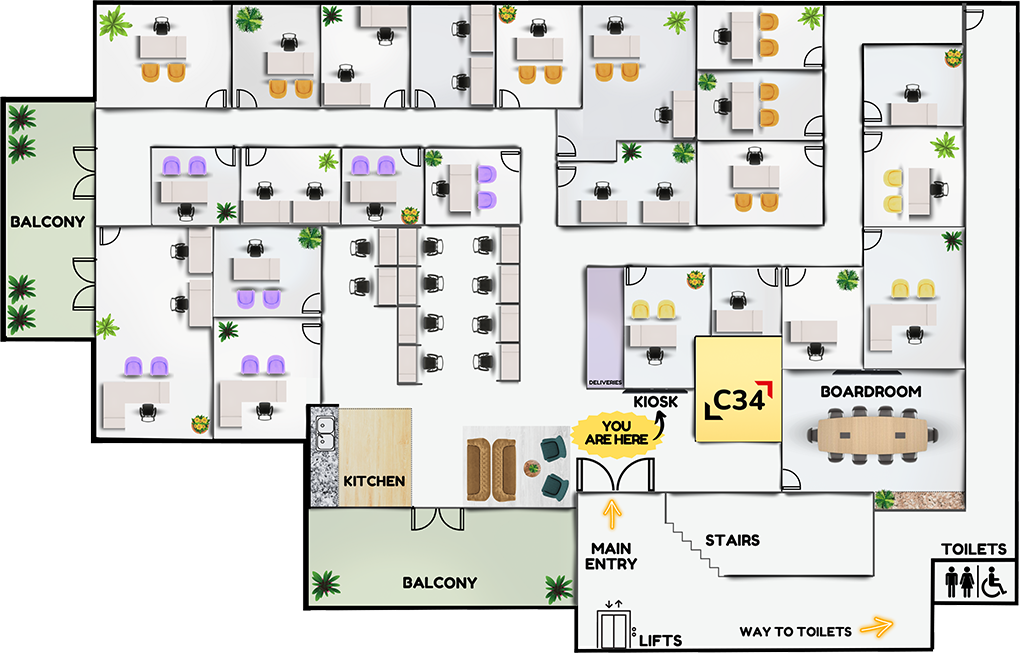 BALCONY
DELIVERIES
KIOSK
YOU
ARE HERE
C34
BOARDROOM
KITCHEN
MAIN
ENTRY
STAIRS
BALCONY
TOILETS
LIFTS
WAY TO TOILETS